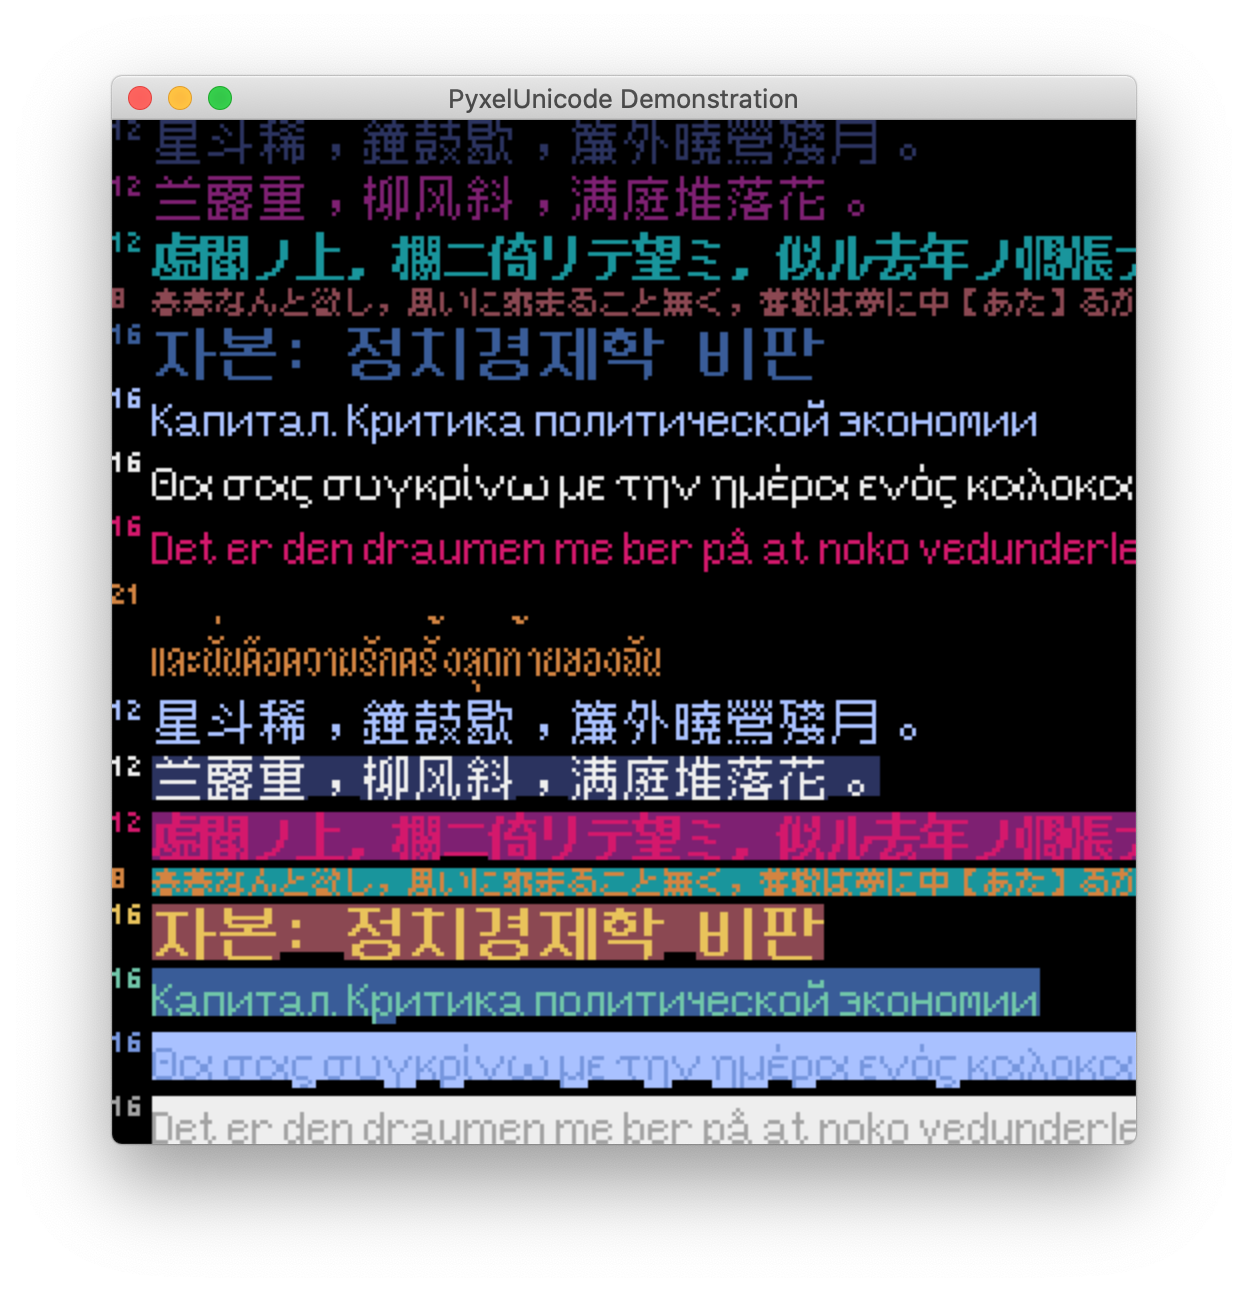 PyxelUnicode Demonstration
12 星斗稀，鐘鼓歇，簾外曉鶯殘月。
12 兰露重，柳风斜，满庭堆落花。
12 虛閣ノ上, 欄二倚リテ望ミ, 似ル去年ノ惆悵
8 春着なんと欲し，思いに病まること無く，昔数は夢に中【あた】るが
16 자본: 정치경제학 비판
16 Капитал. Критика политической экономии
16 Θα σας συγκρίνω με την ημέρα ενός καλοκα
16 Det er den draumen me ber på at noko vedunderle
21
และนั่นคือความรักครั้งสุดท้ายของฉัน
12 星斗稀，鐘鼓歇，簾外曉鶯殘月。
12 兰露重，柳风斜，满庭堆落花。
12 虛閣ノ上, 欄二倚リテ望ミ, 似ル去年ノ惆悵
8 なんと欲し，思いに まること無く， は夢に中【あた】るが
16 자본: 정치경제학 비판
16 Капитал. Критика политической экономии
16 Θα σας συγκρίνω με την ημέρα ενός καλοκα
16 Det er den draumen me ber på at noko vedunderle